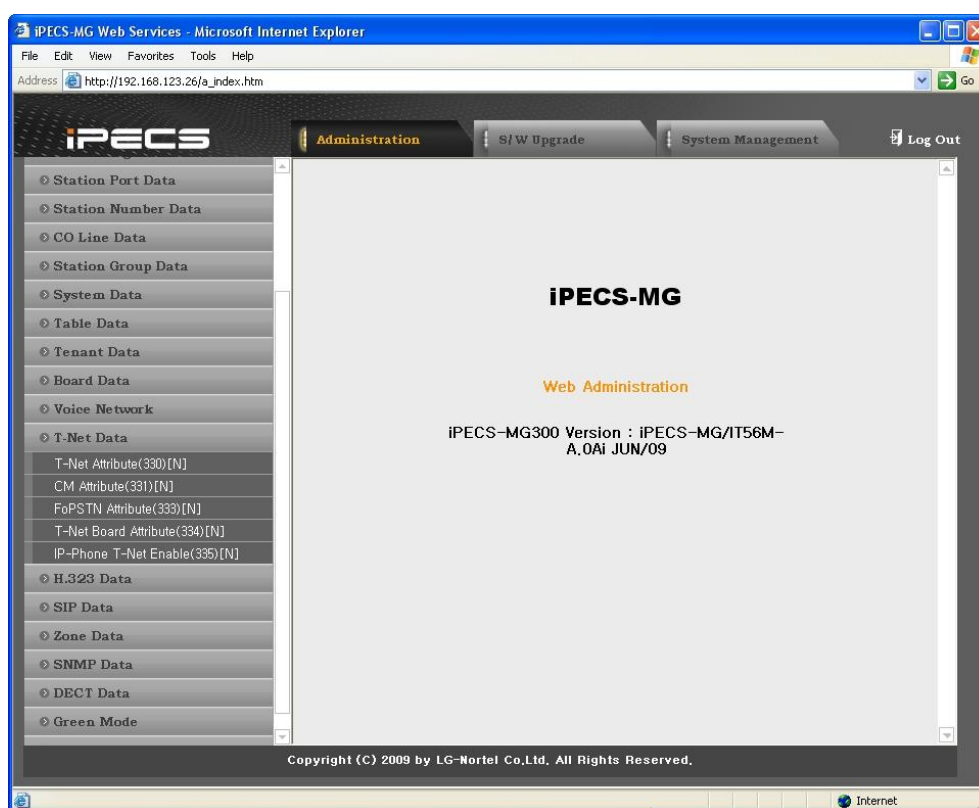 iPECS-MG Web Services - Microsoft Internet Explorer
File Edit View Favorites Tools Help
Address http://192.168.123.26/a_index.htm Go
iPECS
Administration
S/W Upgrade
System Management
Log Out
Station Port Data
Station Number Data
CO Line Data
Station Group Data
System Data
Table Data
Tenant Data
Board Data
Voice Network
T-Net Data
T-Net Attribute(330)[N]
CM Attribute(331)[N]
FoPSTN Attribute(333)[N]
T-Net Board Attribute(334)[N]
IP-Phone T-Net Enable(335)[N]
H.323 Data
SIP Data
Zone Data
SNMP Data
DECT Data
Green Mode
iPECS-MG
Web Administration
iPECS-MG300 Version : iPECS-MG/IT56M-
A.0Ai JUN/09
Copyright (C) 2009 by LG-Nortel Co,Ltd, All Rights Reserved,
Internet